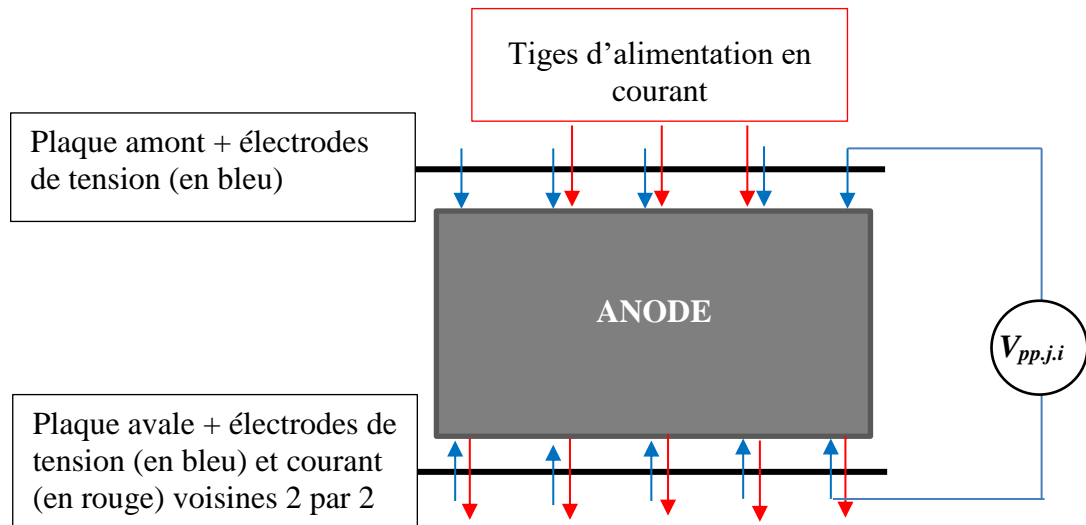 Tiges d'alimentation en
courant
Plaque amont + électrodes
de tension (en bleu)
ANODE
Vpp.j.i
Plaque avale + électrodes de
tension (en bleu) et courant
(en rouge) voisines 2 par 2